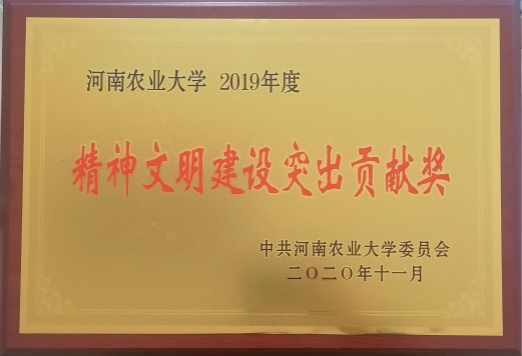 河南农业大学 2019年度
精神文明建设突出贡献奖
中共河南农业大学委员会
二〇二〇年十一月